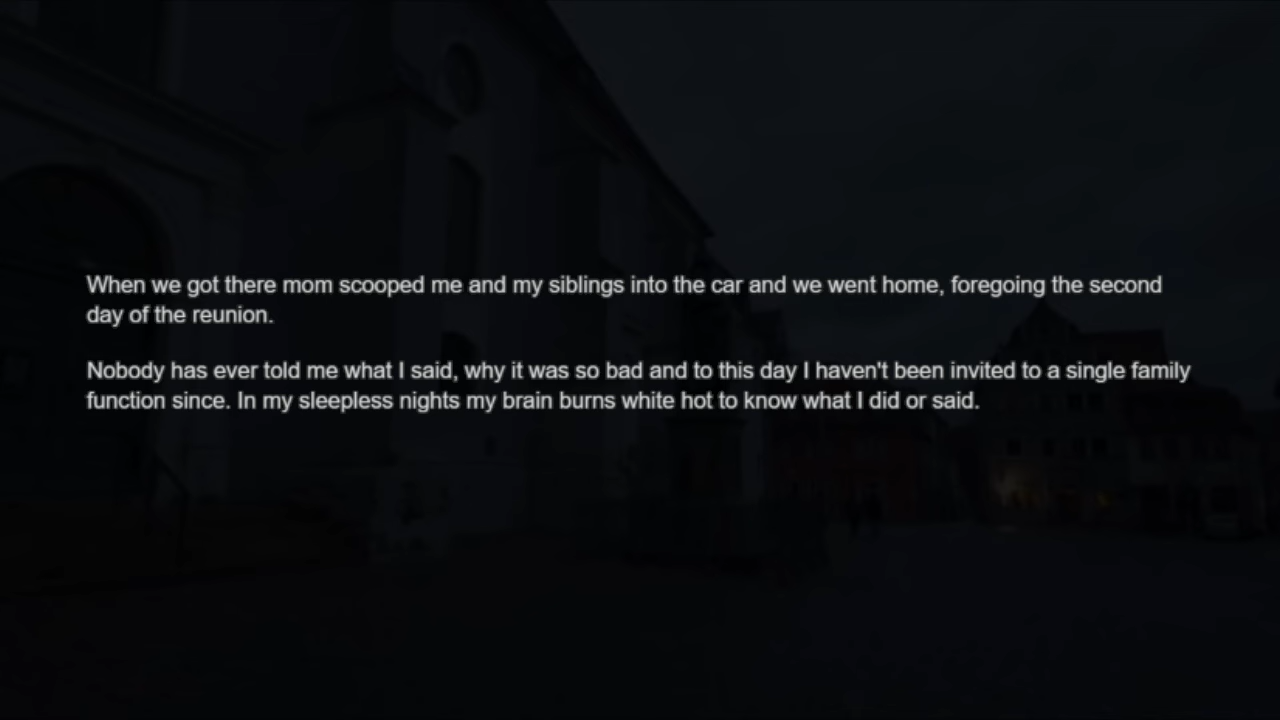 When we got there mom scooped me and my siblings into the car and we went home, foregoing the second
day of the reunion.
Nobody has ever told me what I said, why it was so bad and to this day I haven't been invited to a single family
function since. In my sleepless nights my brain burns white hot to know what I did or said.